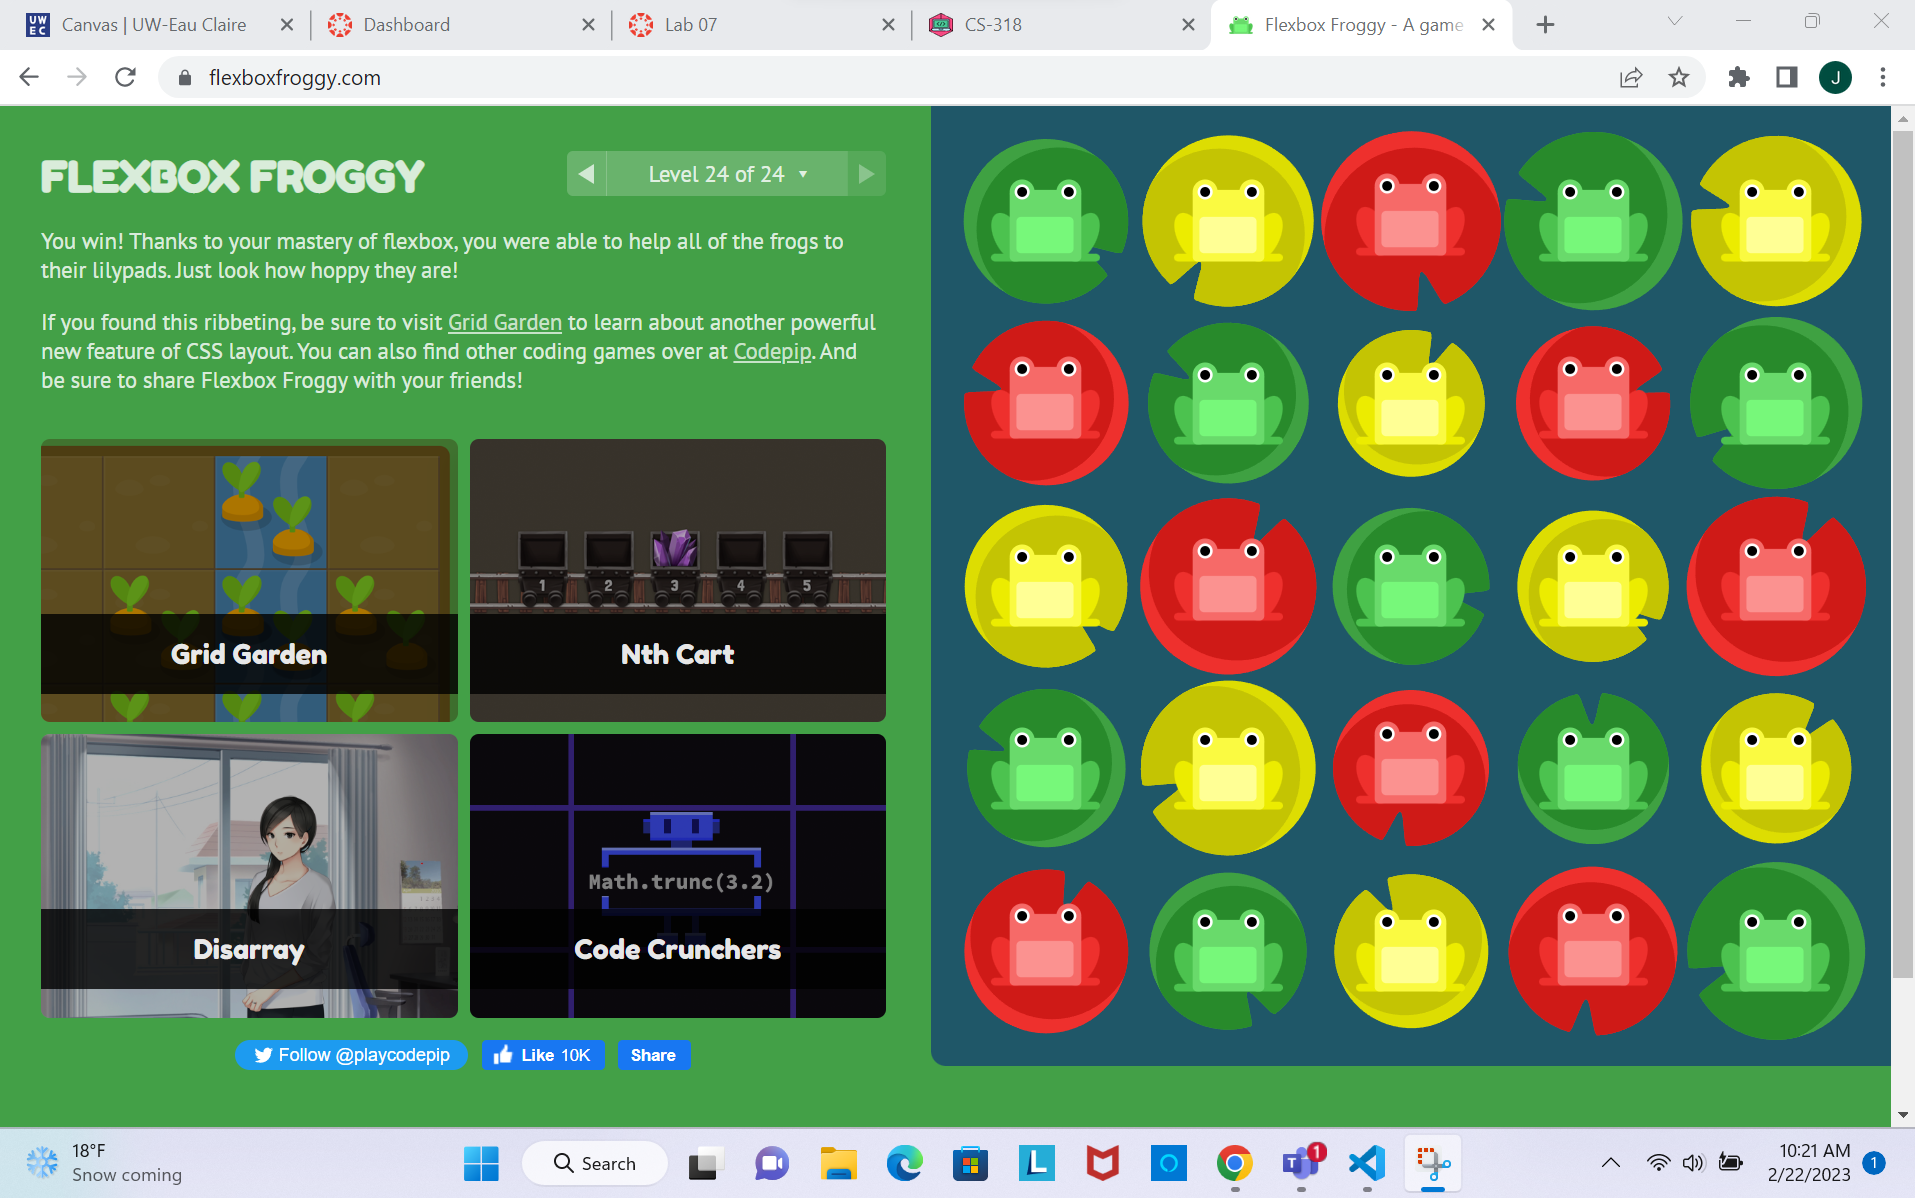 UW EC Canvas | UW-Eau Claire
Dashboard
Lab 07
CS-318
Flexbox Froggy - A game
flexboxfroggy.com
J
FLEXBOX FROGGY
Level 24 of 24
You win! Thanks to your mastery of flexbox, you were able to help all of the frogs to
their lilypads. Just look how hoppy they are!
If you found this ribbeting, be sure to visit Grid Garden to learn about another powerful
new feature of CSS layout. You can also find other coding games over at Codepip. And
be sure to share Flexbox Froggy with your friends!
1 2 3 4 5
Grid Garden
Nth Cart
Math.trunc(3.2)
Disarray
Code Crunchers
Follow @playcodepip
Like 10K
Share
18°F
Snow coming
Search
L
1
10:21 AM
2/22/2023
1